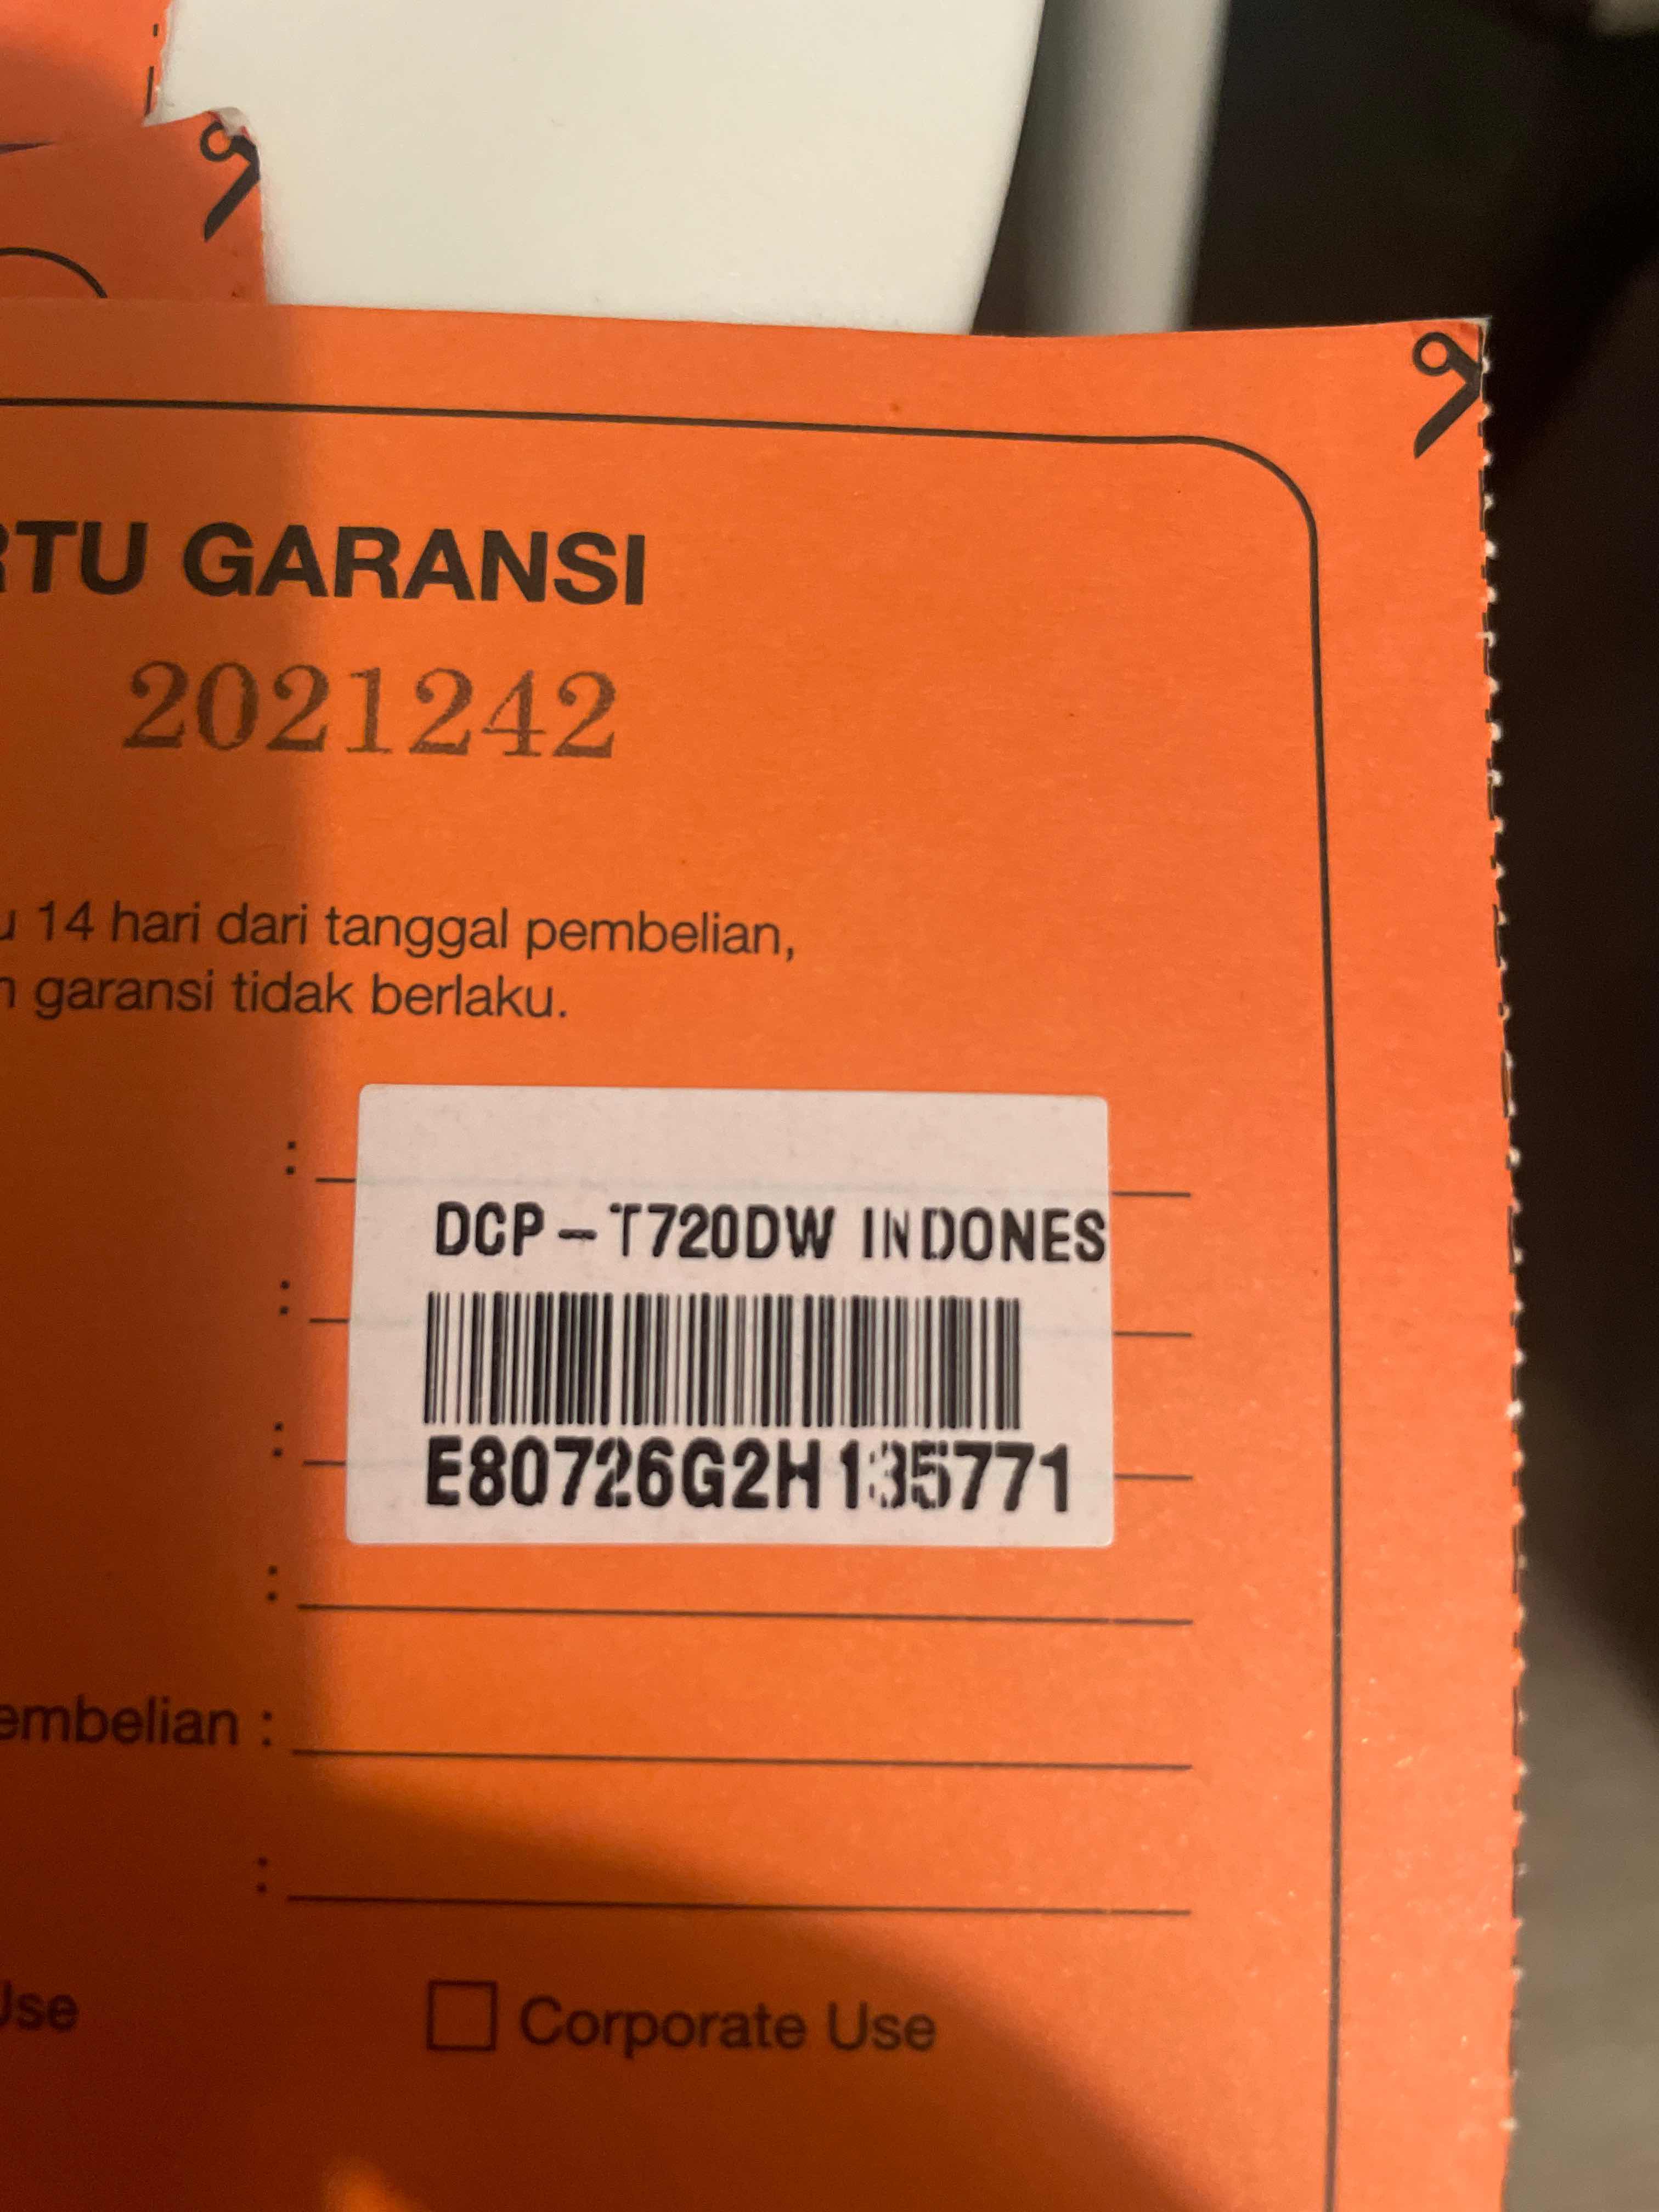 RTU GARANSI
2021242
u 14 hari dari tanggal pembelian,
n garansi tidak berlaku.
:
DCP-T720DW INDONES
:
:
E80726G2H135771
:
embelian :
:
Use
Corporate Use